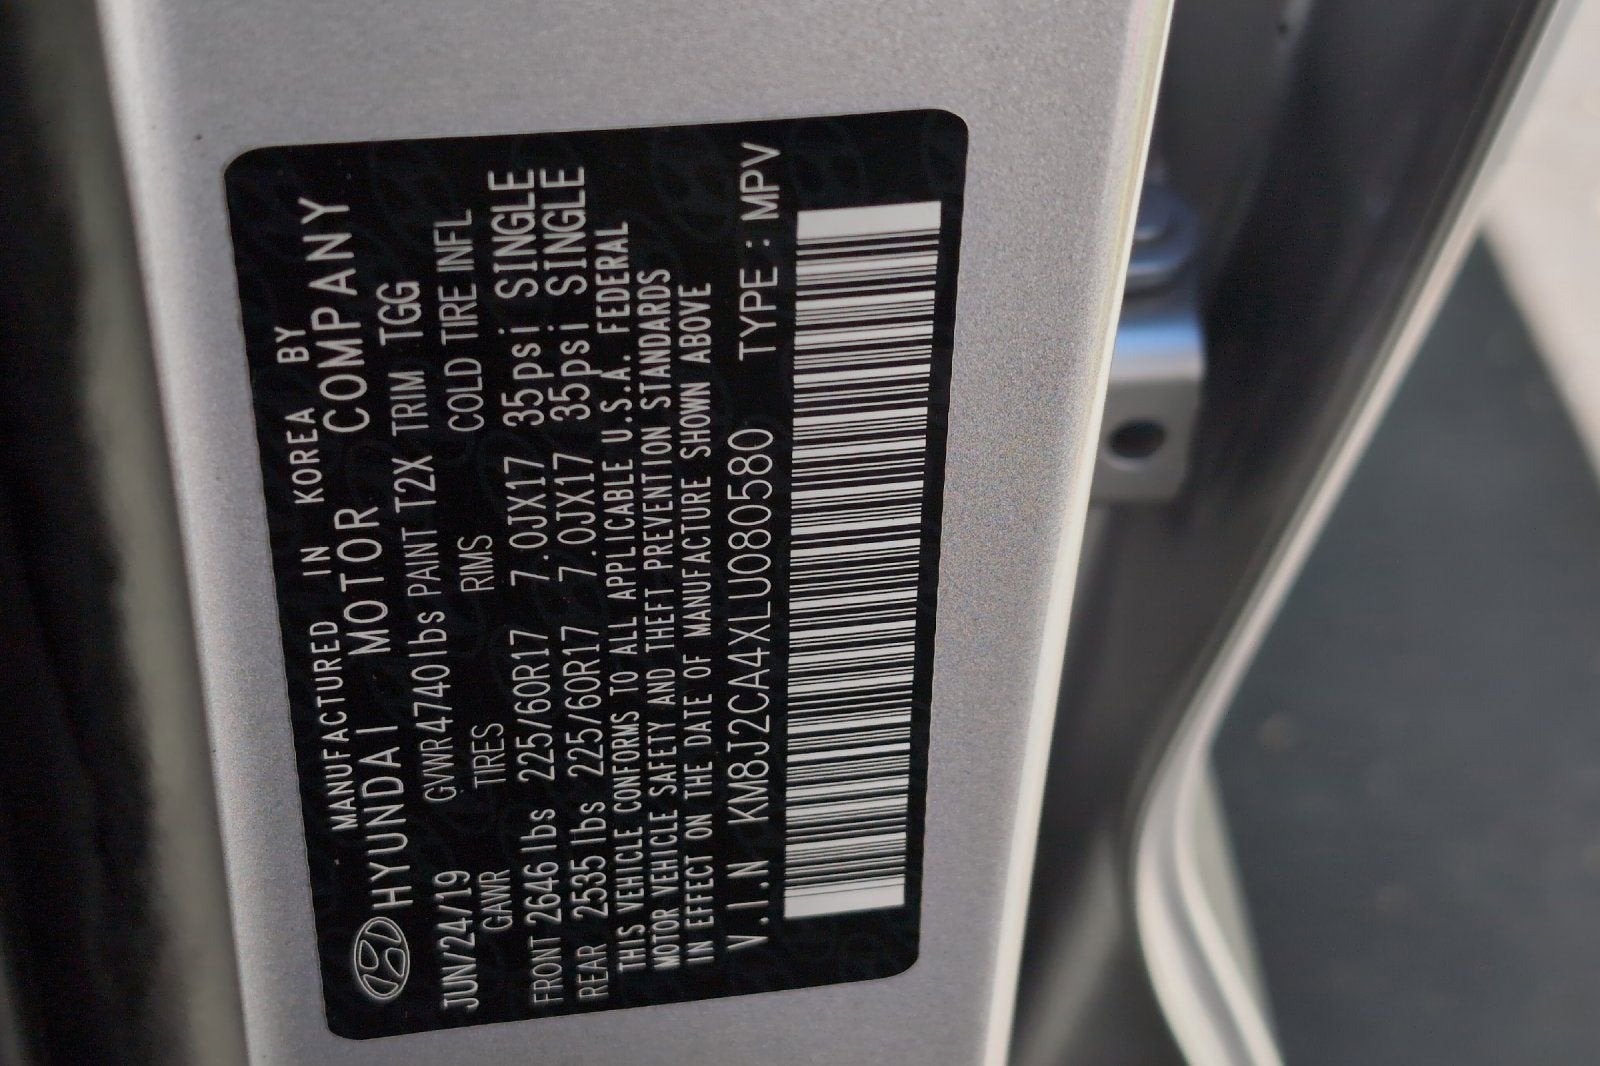 MANUFACTURED IN KOREA BY
HYUNDAI MOTOR COMPANY
JUN/24/19 GVWR4740lbs PAINT T2X TRIM TGG
GAWR TIRES RIMS COLD TIRE INFL
FRONT 2646lbs 225/60R17 7.0JX17 35psi SINGLE
REAR 2535lbs 225/60R17 7.0JX17 35psi SINGLE
THIS VEHICLE CONFORMS TO ALL APPLICABLE U.S.A. FEDERAL
MOTOR VEHICLE SAFETY AND THEFT PREVENTION STANDARDS
IN EFFECT ON THE DATE OF MANUFACTURE SHOWN ABOVE
V.I.N KM8J2CA4XLU080580 TYPE : MPV